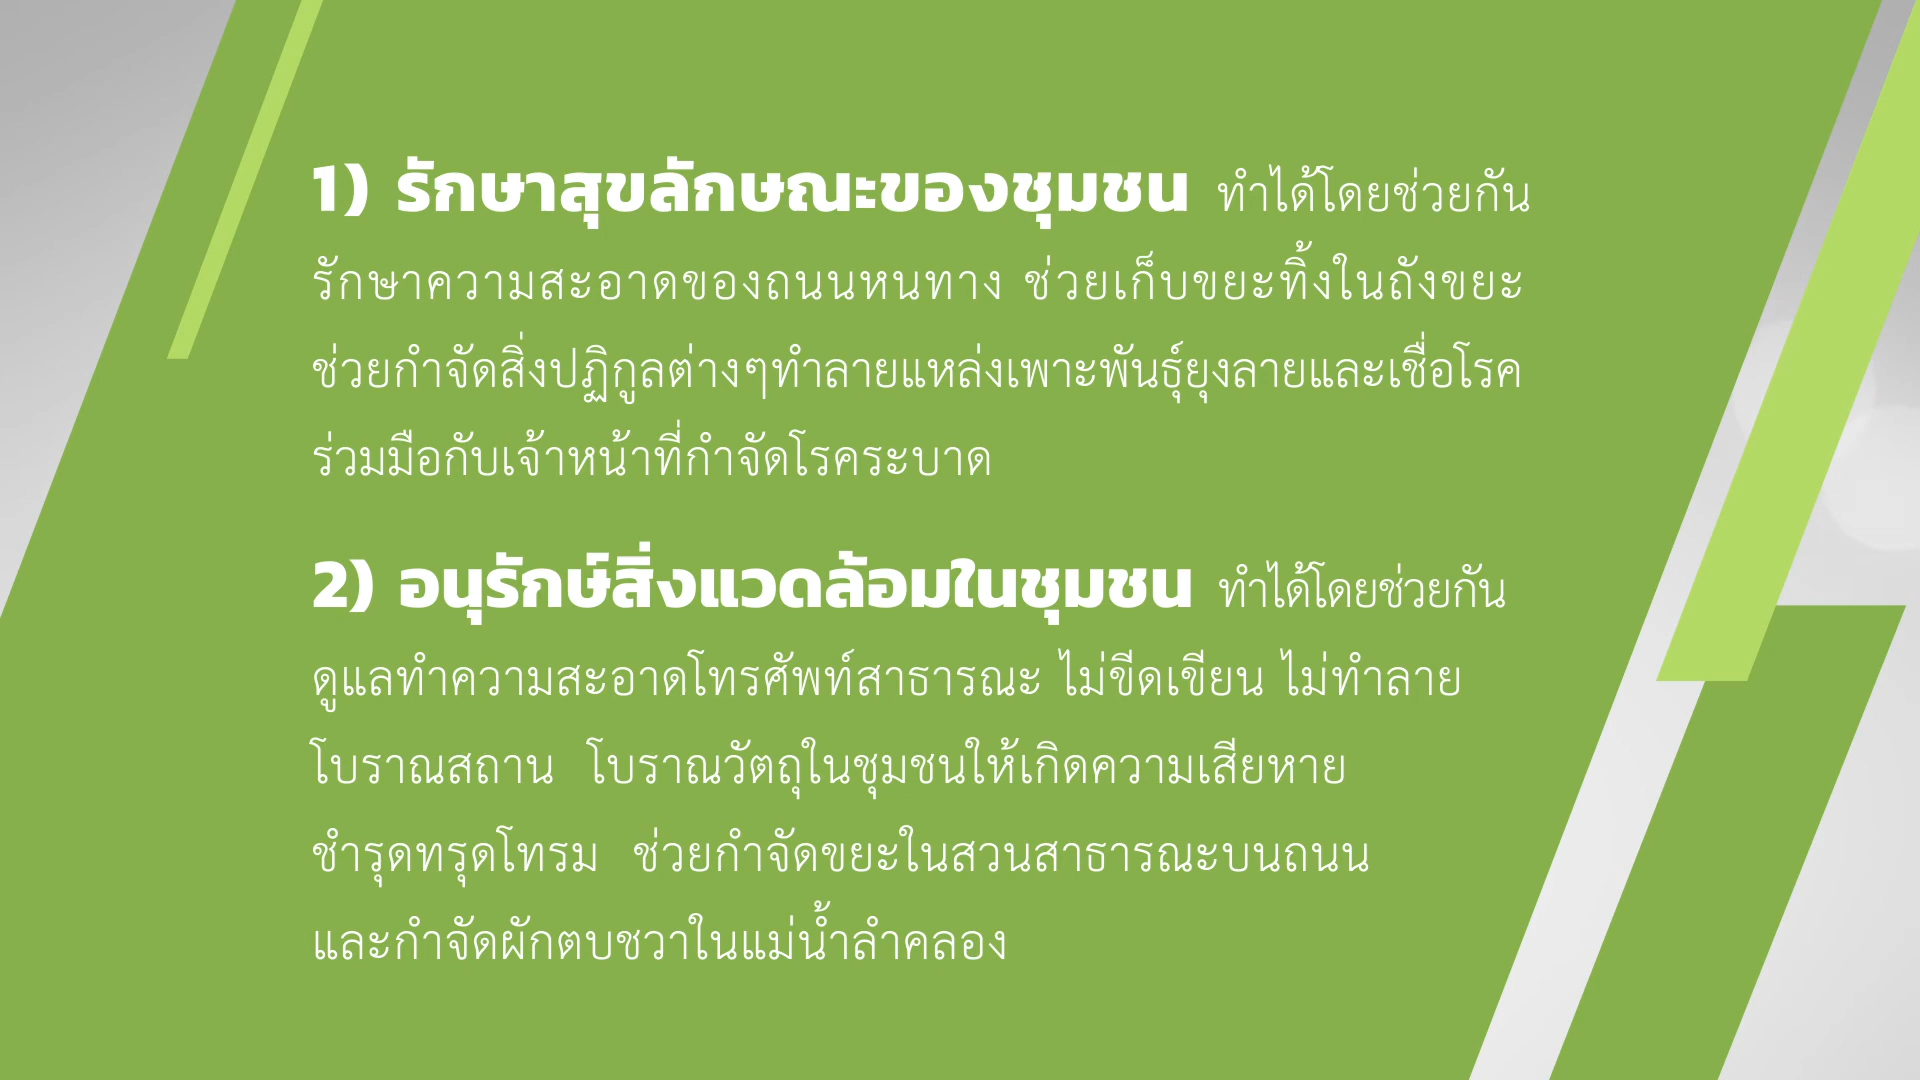 1) รักษาสุขลักษณะของชุมชน ทำได้โดยช่วยกัน
รักษาความสะอาดของถนนหนทาง ช่วยเก็บขยะทิ้งในถังขยะ
ช่วยกำจัดสิ่งปฏิกูลต่างๆทำลายแหล่งเพาะพันธุ์ยุงลายและเชื่อโรค
ร่วมมือกับเจ้าหน้าที่กำจัดโรคระบาด
2) อนุรักษ์สิ่งแวดล้อมในชุมชน ทำได้โดยช่วยกัน
ดูแลทำความสะอาดโทรศัพท์สาธารณะ ไม่ขีดเขียน ไม่ทำลาย
โบราณสถาน โบราณวัตถุในชุมชนให้เกิดความเสียหาย
ชำรุดทรุดโทรม ช่วยกำจัดขยะในสวนสาธารณะบนถนน
และกำจัดผักตบชวาในแม่น้ำลำคลอง